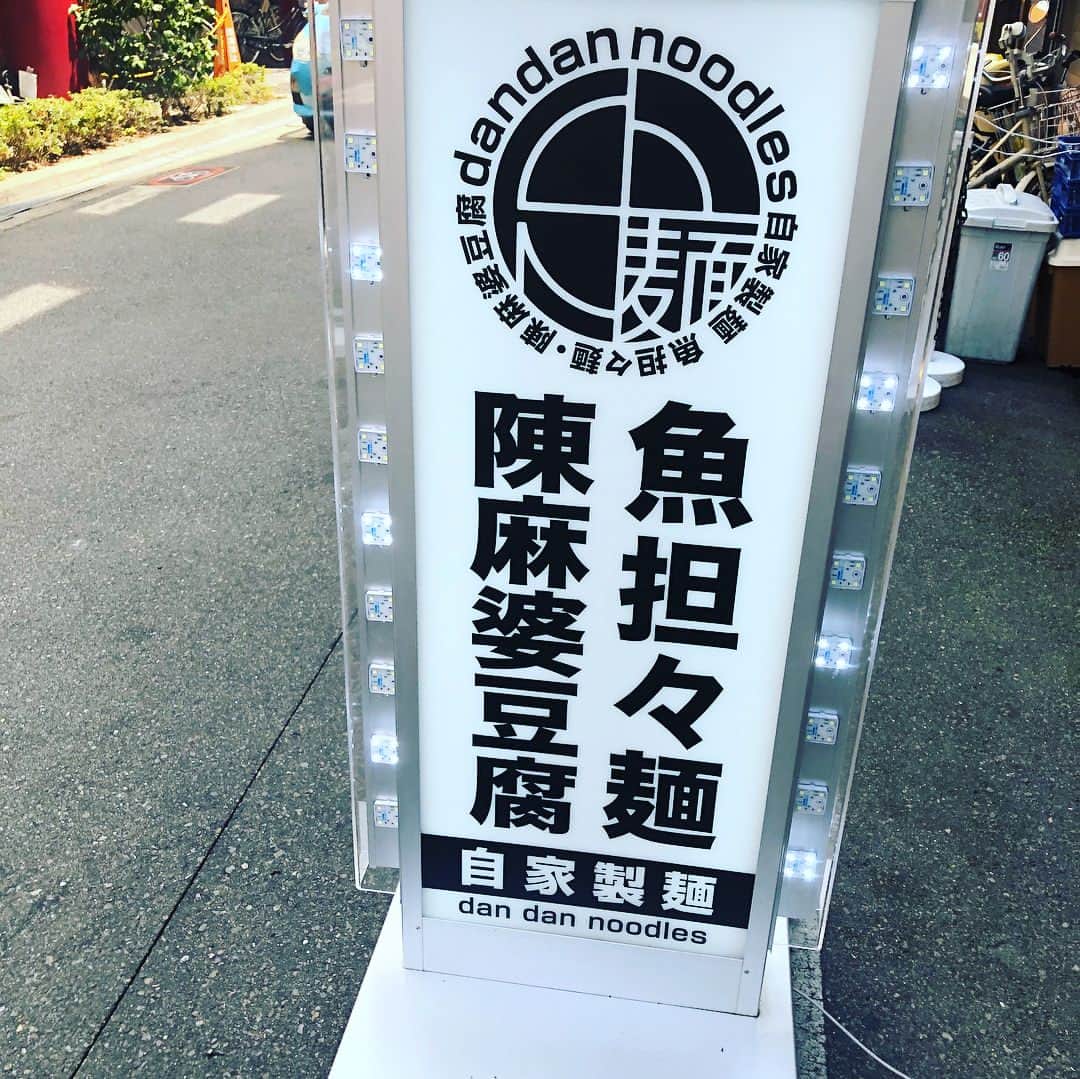 dandan noodles
自家製麺 魚担々麺・陳麻婆豆腐
麺
魚担々麺
陳麻婆豆腐
自家製麺
dan dan noodles
60